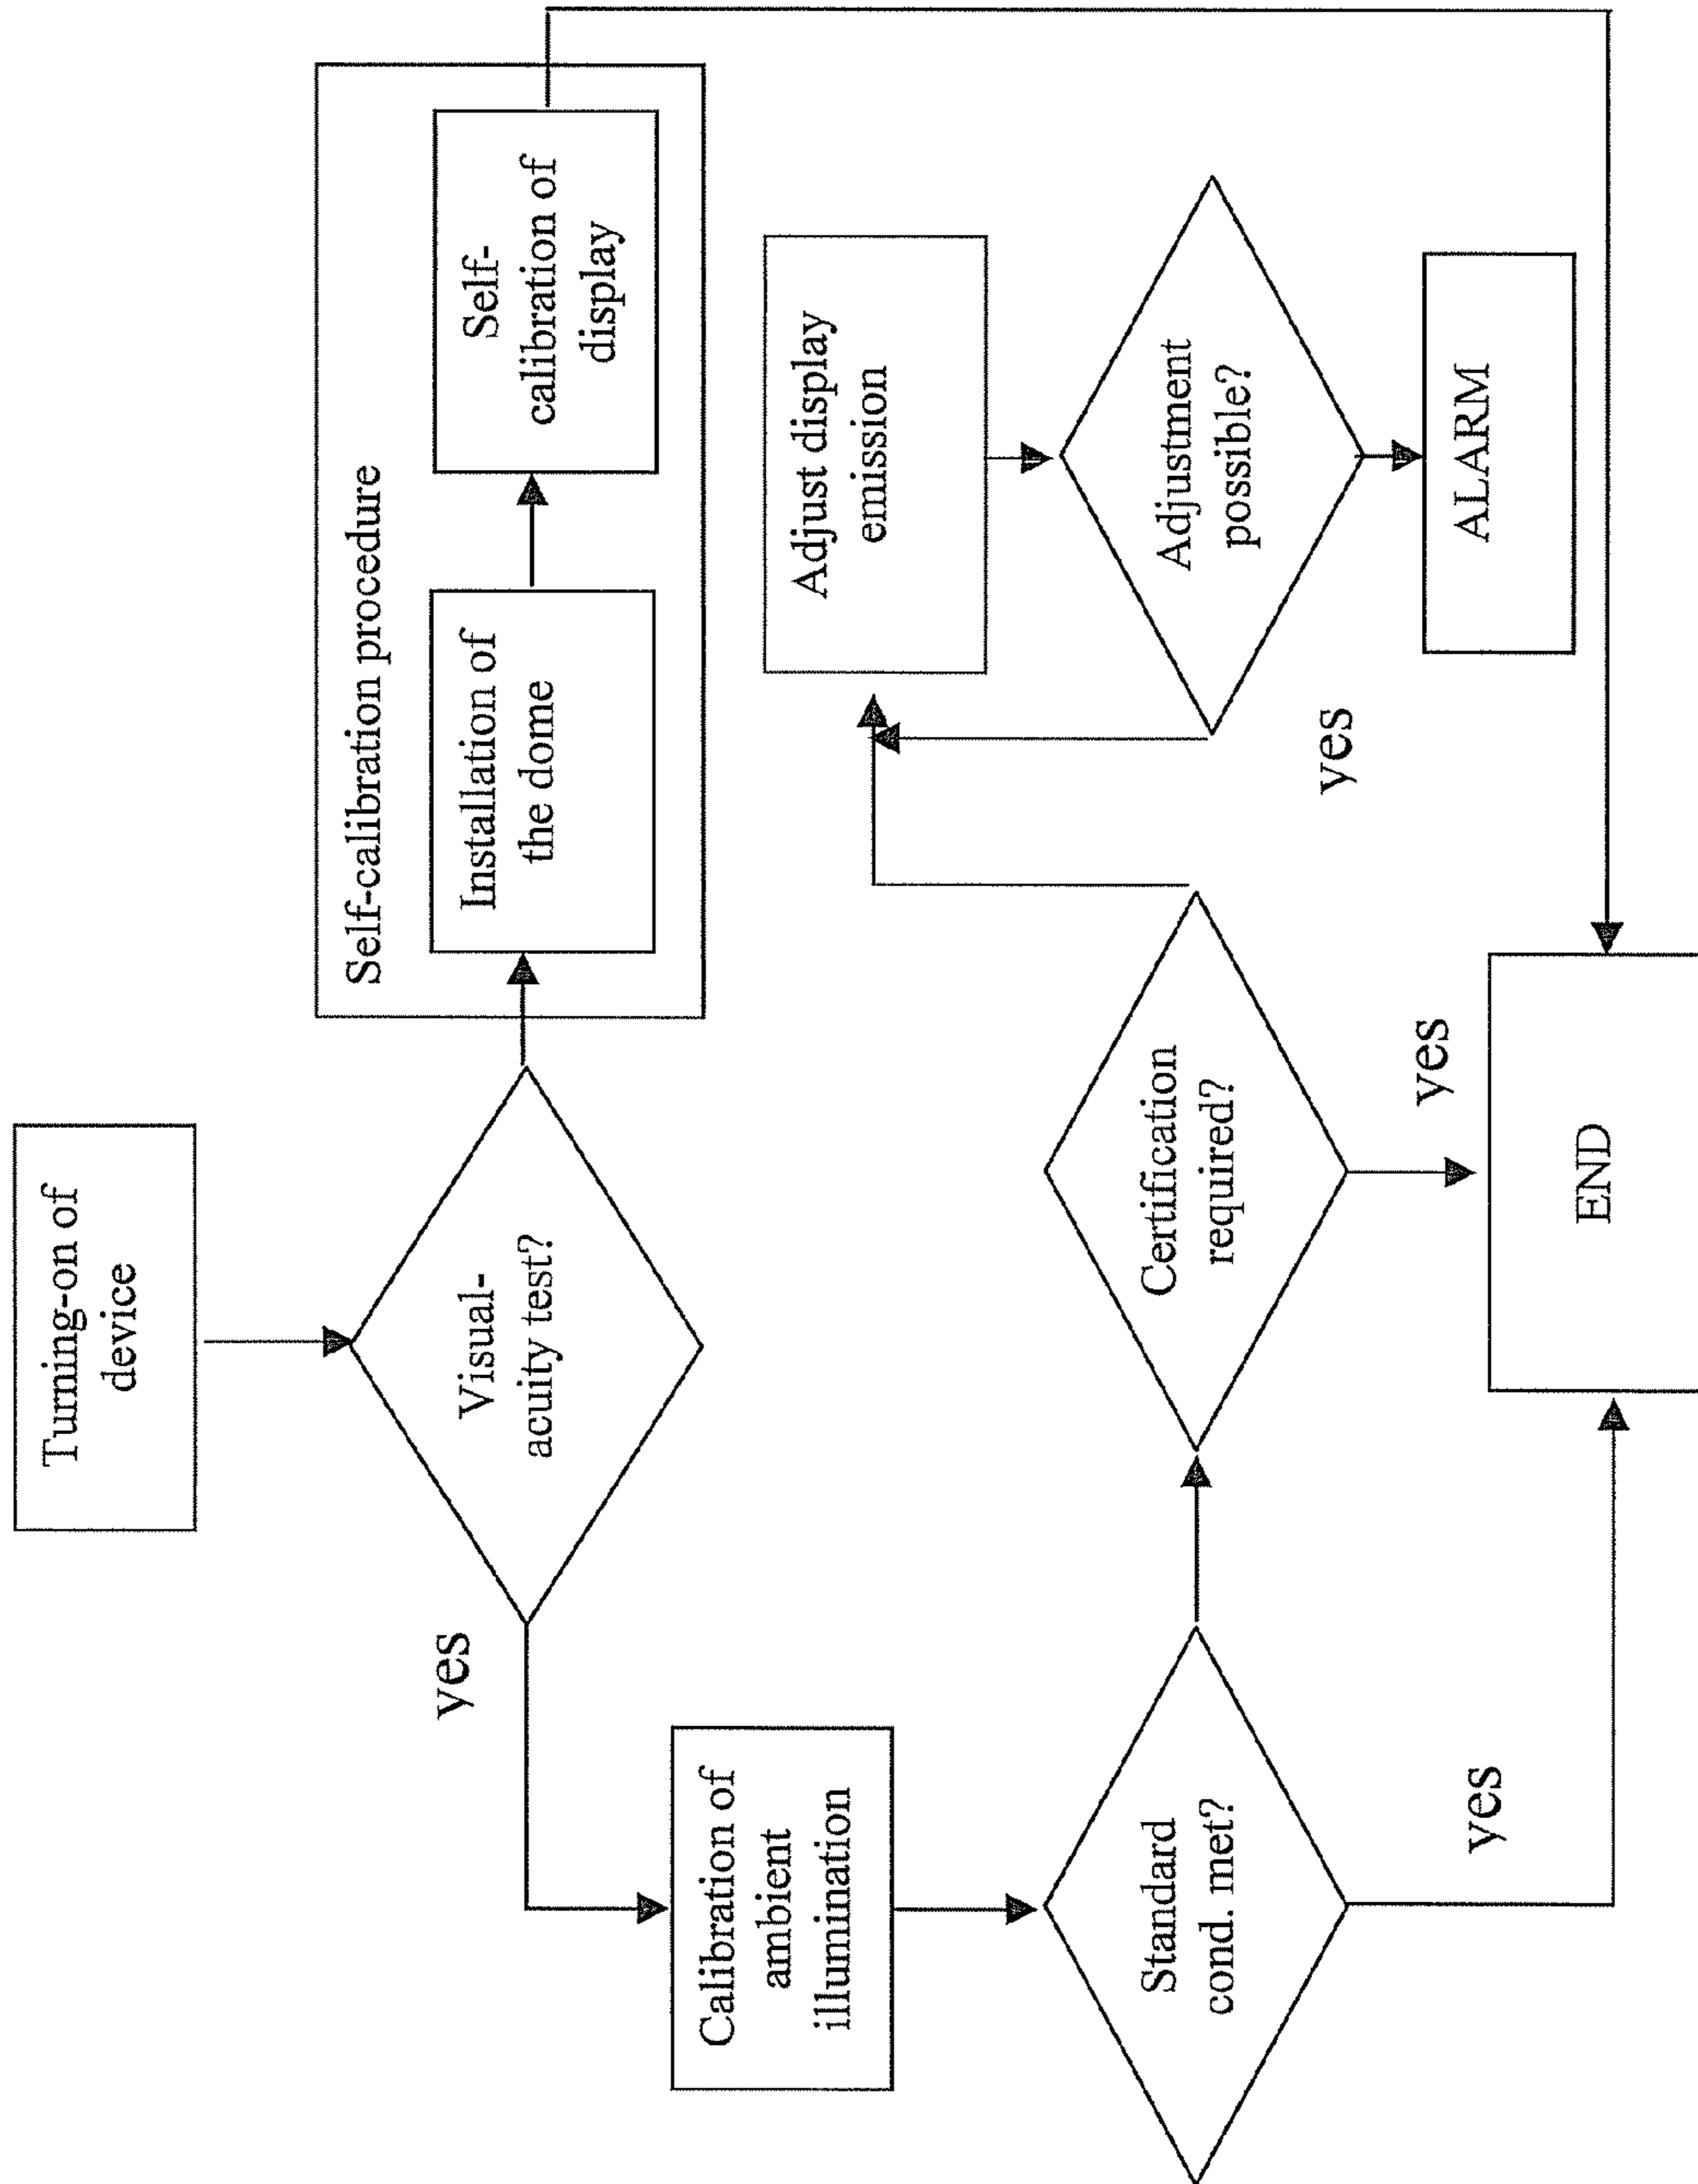 Turning-on of
device
Visual-
acuity test?
yes
Self-calibration procedure
Installation of
the dome
Self-
calibration of
display
Calibration of
ambient
illumination
Standard
cond. met?
yes
Certification
required?
yes
Adjust display
emission
Adjustment
possible?
yes
ALARM
END